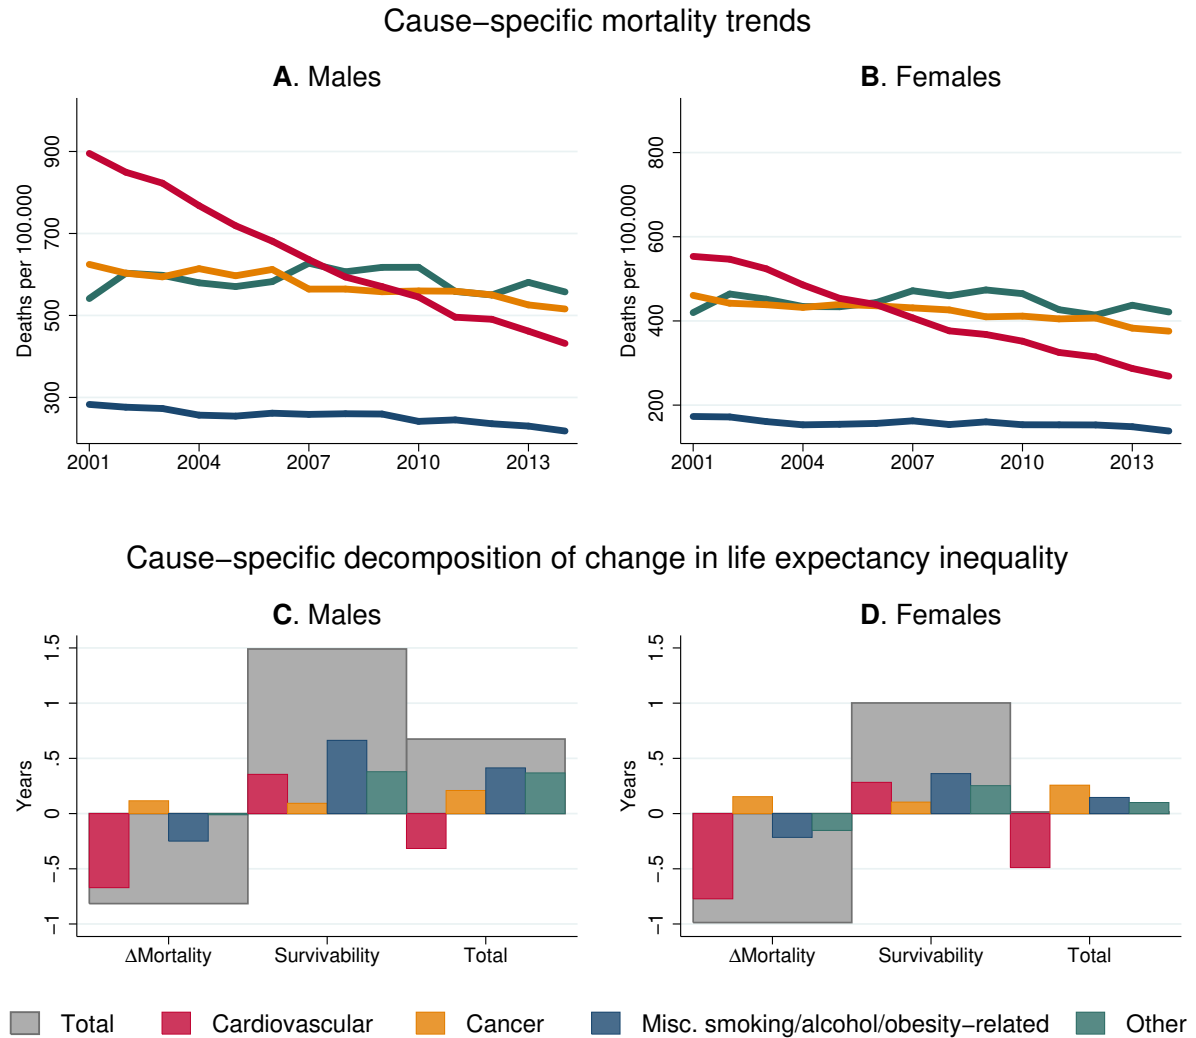 Cause−specific mortality trends
A. Males
B. Females
Deaths per 100.000
900
700
500
300
2001 2004 2007 2010 2013
Deaths per 100.000
800
600
400
200
2001 2004 2007 2010 2013
Cause−specific decomposition of change in life expectancy inequality
C. Males
D. Females
Years
1.5
1
.5
0
−.5
−1
ΔMortality Survivability Total
Years
1.5
1
.5
0
−.5
−1
ΔMortality Survivability Total
Total Cardiovascular Cancer Misc. smoking/alcohol/obesity−related Other